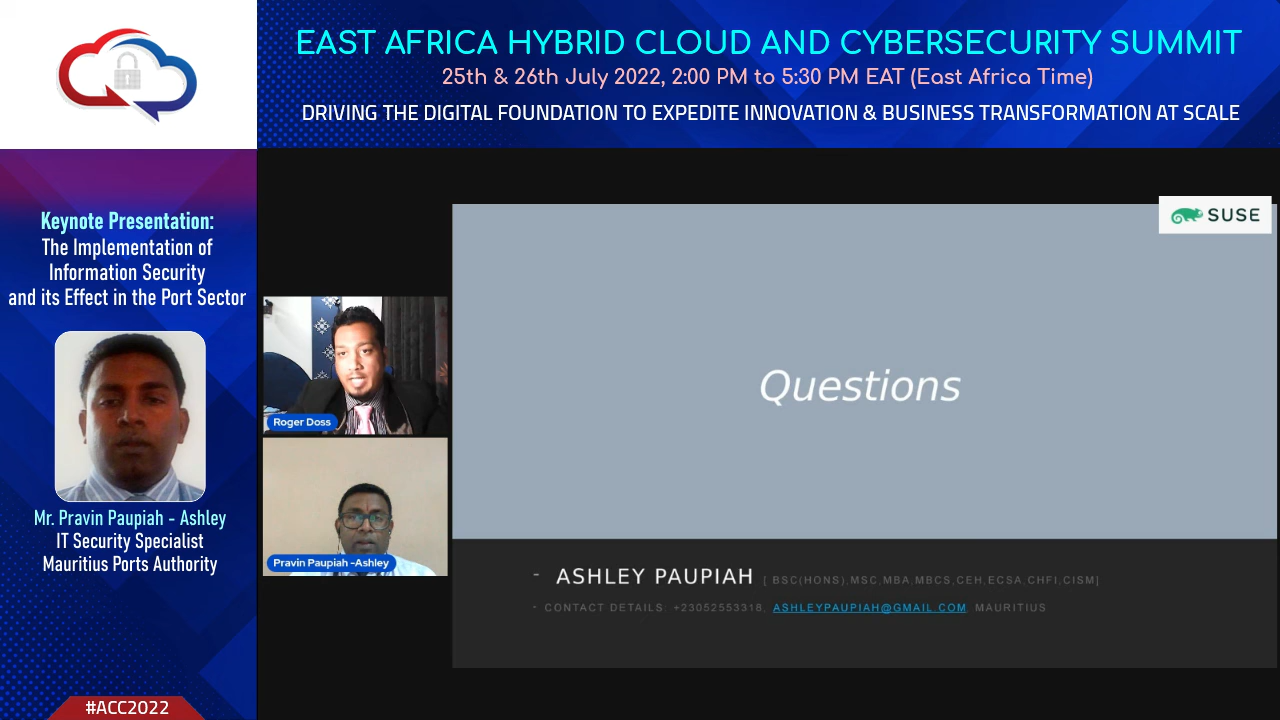 EAST AFRICA HYBRID CLOUD AND CYBERSECURITY SUMMIT
25th & 26th July 2022, 2:00 PM to 5:30 PM EAT (East Africa Time)
DRIVING THE DIGITAL FOUNDATION TO EXPEDITE INNOVATION & BUSINESS TRANSFORMATION AT SCALE
Keynote Presentation:
The Implementation of
Information Security
and its Effect in the Port Sector
Mr. Pravin Paupiah - Ashley
IT Security Specialist
Mauritius Ports Authority
#ACC2022
Roger Doss
Pravin Paupiah -Ashley
SUSE
Questions
- ASHLEY PAUPIAH [ BSC(HONS),MSC,MBA,MBCS,CEH,ECSA,CHFI,CISM]
- CONTACT DETAILS: +23052553318, ASHLEYPAUPIAH@GMAIL.COM, MAURITIUS